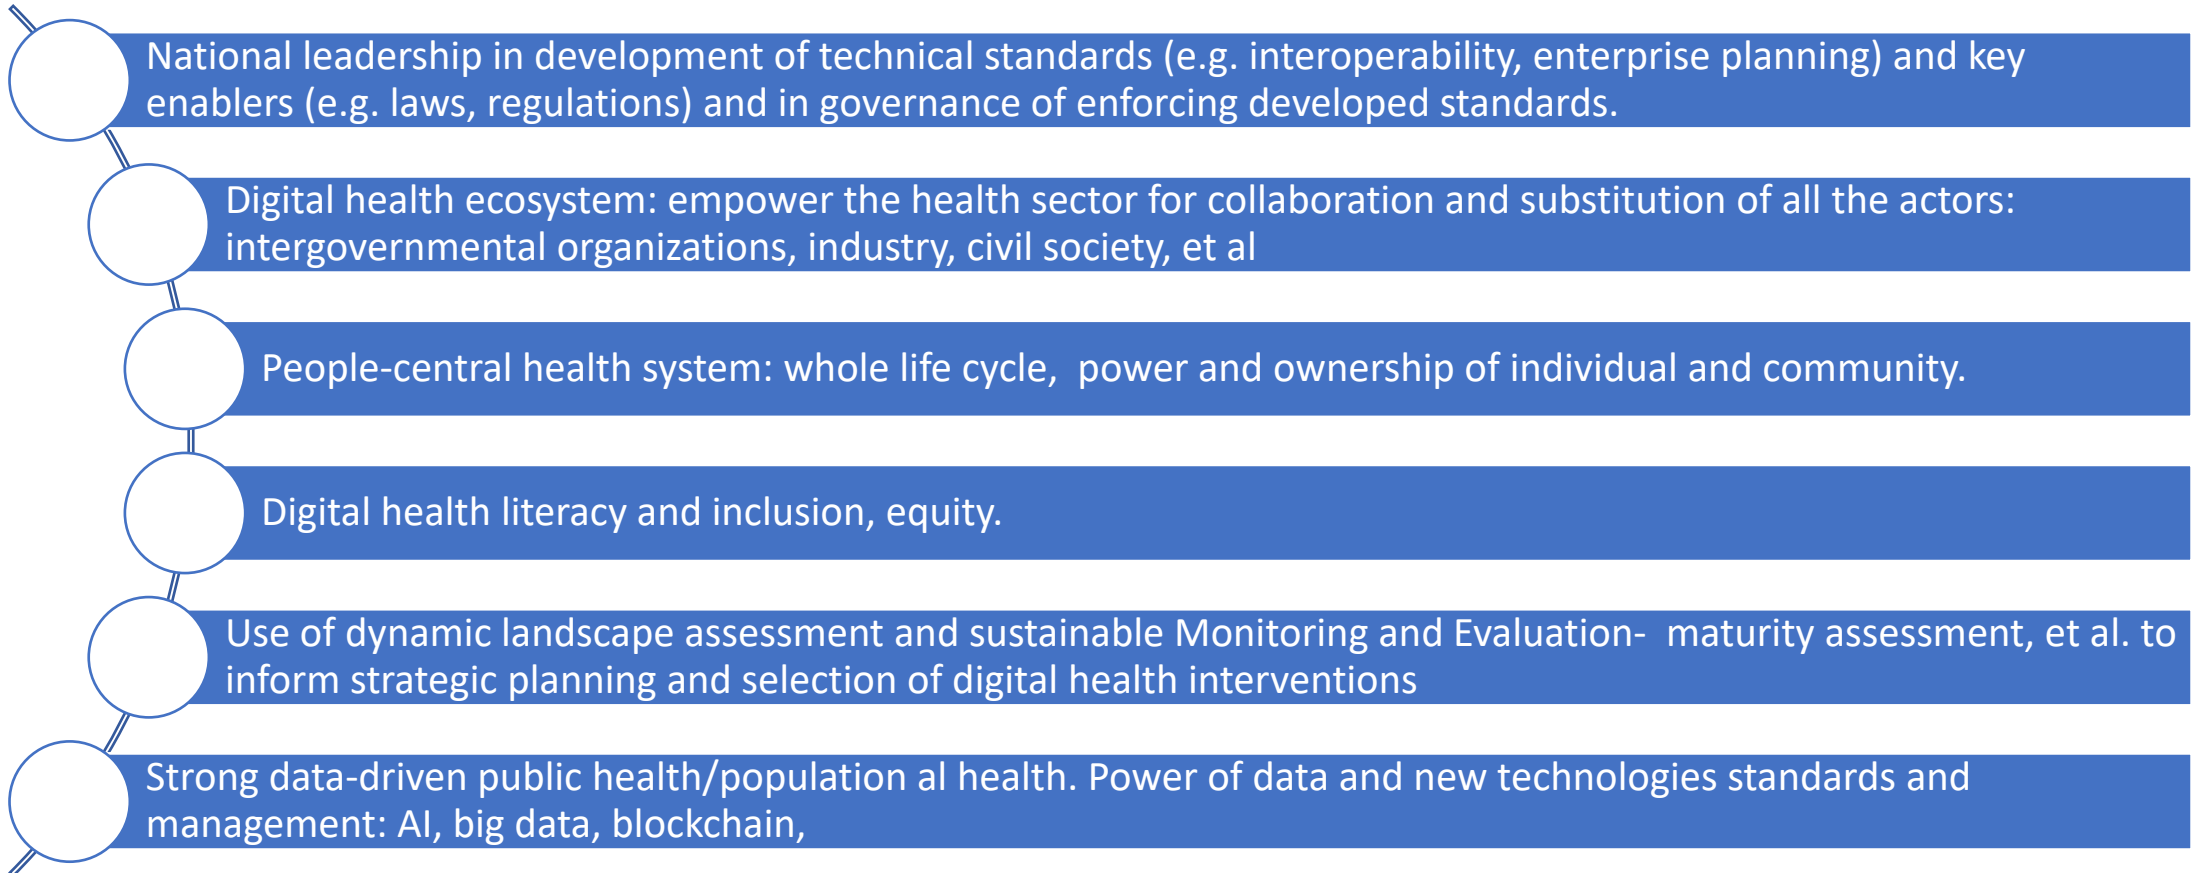 National leadership in development of technical standards (e.g. interoperability, enterprise planning) and key
enablers (e.g. laws, regulations) and in governance of enforcing developed standards.
Digital health ecosystem: empower the health sector for collaboration and substitution of all the actors:
intergovernmental organizations, industry, civil society, et al
People-central health system: whole life cycle,  power and ownership of individual and community.
Digital health literacy and inclusion, equity.
Use of dynamic landscape assessment and sustainable Monitoring and Evaluation-  maturity assessment, et al. to
inform strategic planning and selection of digital health interventions
Strong data-driven public health/population al health. Power of data and new technologies standards and
management: AI, big data, blockchain,